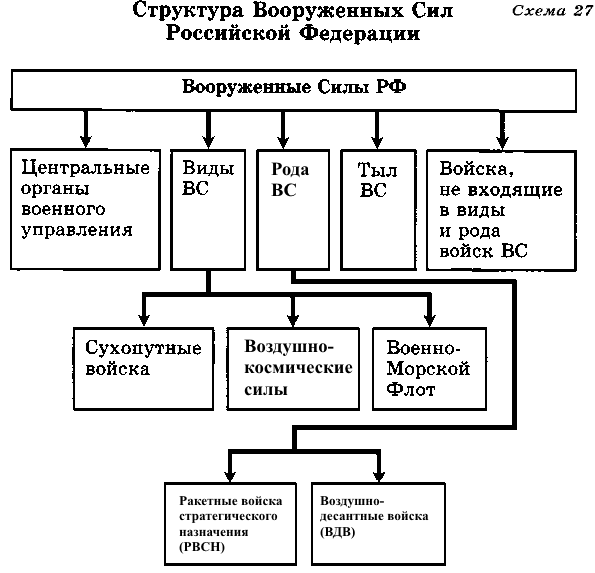 Структура Вооруженных Сил
Схема 27
Российской Федерации
Вооруженные Силы РФ
Центральные
органы
военного
управления
Виды
ВС
Рода
ВС
Тыл
ВС
Войска,
не входящие
в виды
и рода
войск ВС
Сухопутные
войска
Воздушно-
космические
силы
Военно-
Морской
Флот
Ракетные войска
стратегического
назначения
(РВСН)
Воздушно-
десантные войска
(ВДВ)